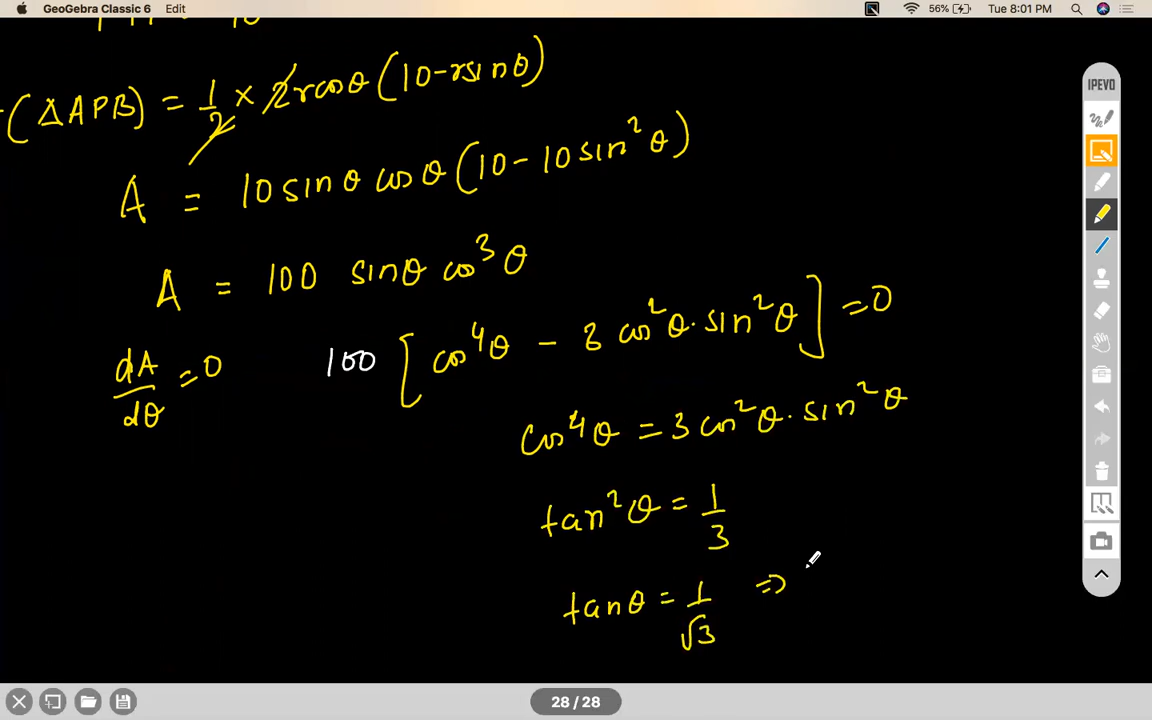 GeoGebra Classic 6 Edit 56% Tue 8:01 PM
(ΔAPB) = 1/2 × 2rcosθ (10-rsinθ)
A = 10sinθ cosθ (10-10sin²θ)
A = 100 sinθ cos³θ
dA/dθ = 0 100 [cos⁴θ - 3 cos²θ·sin²θ] = 0
cos⁴θ = 3cos²θ·sin²θ
tan²θ = 1/3
tanθ = 1/√3 ⇒
IPEVO
28 / 28